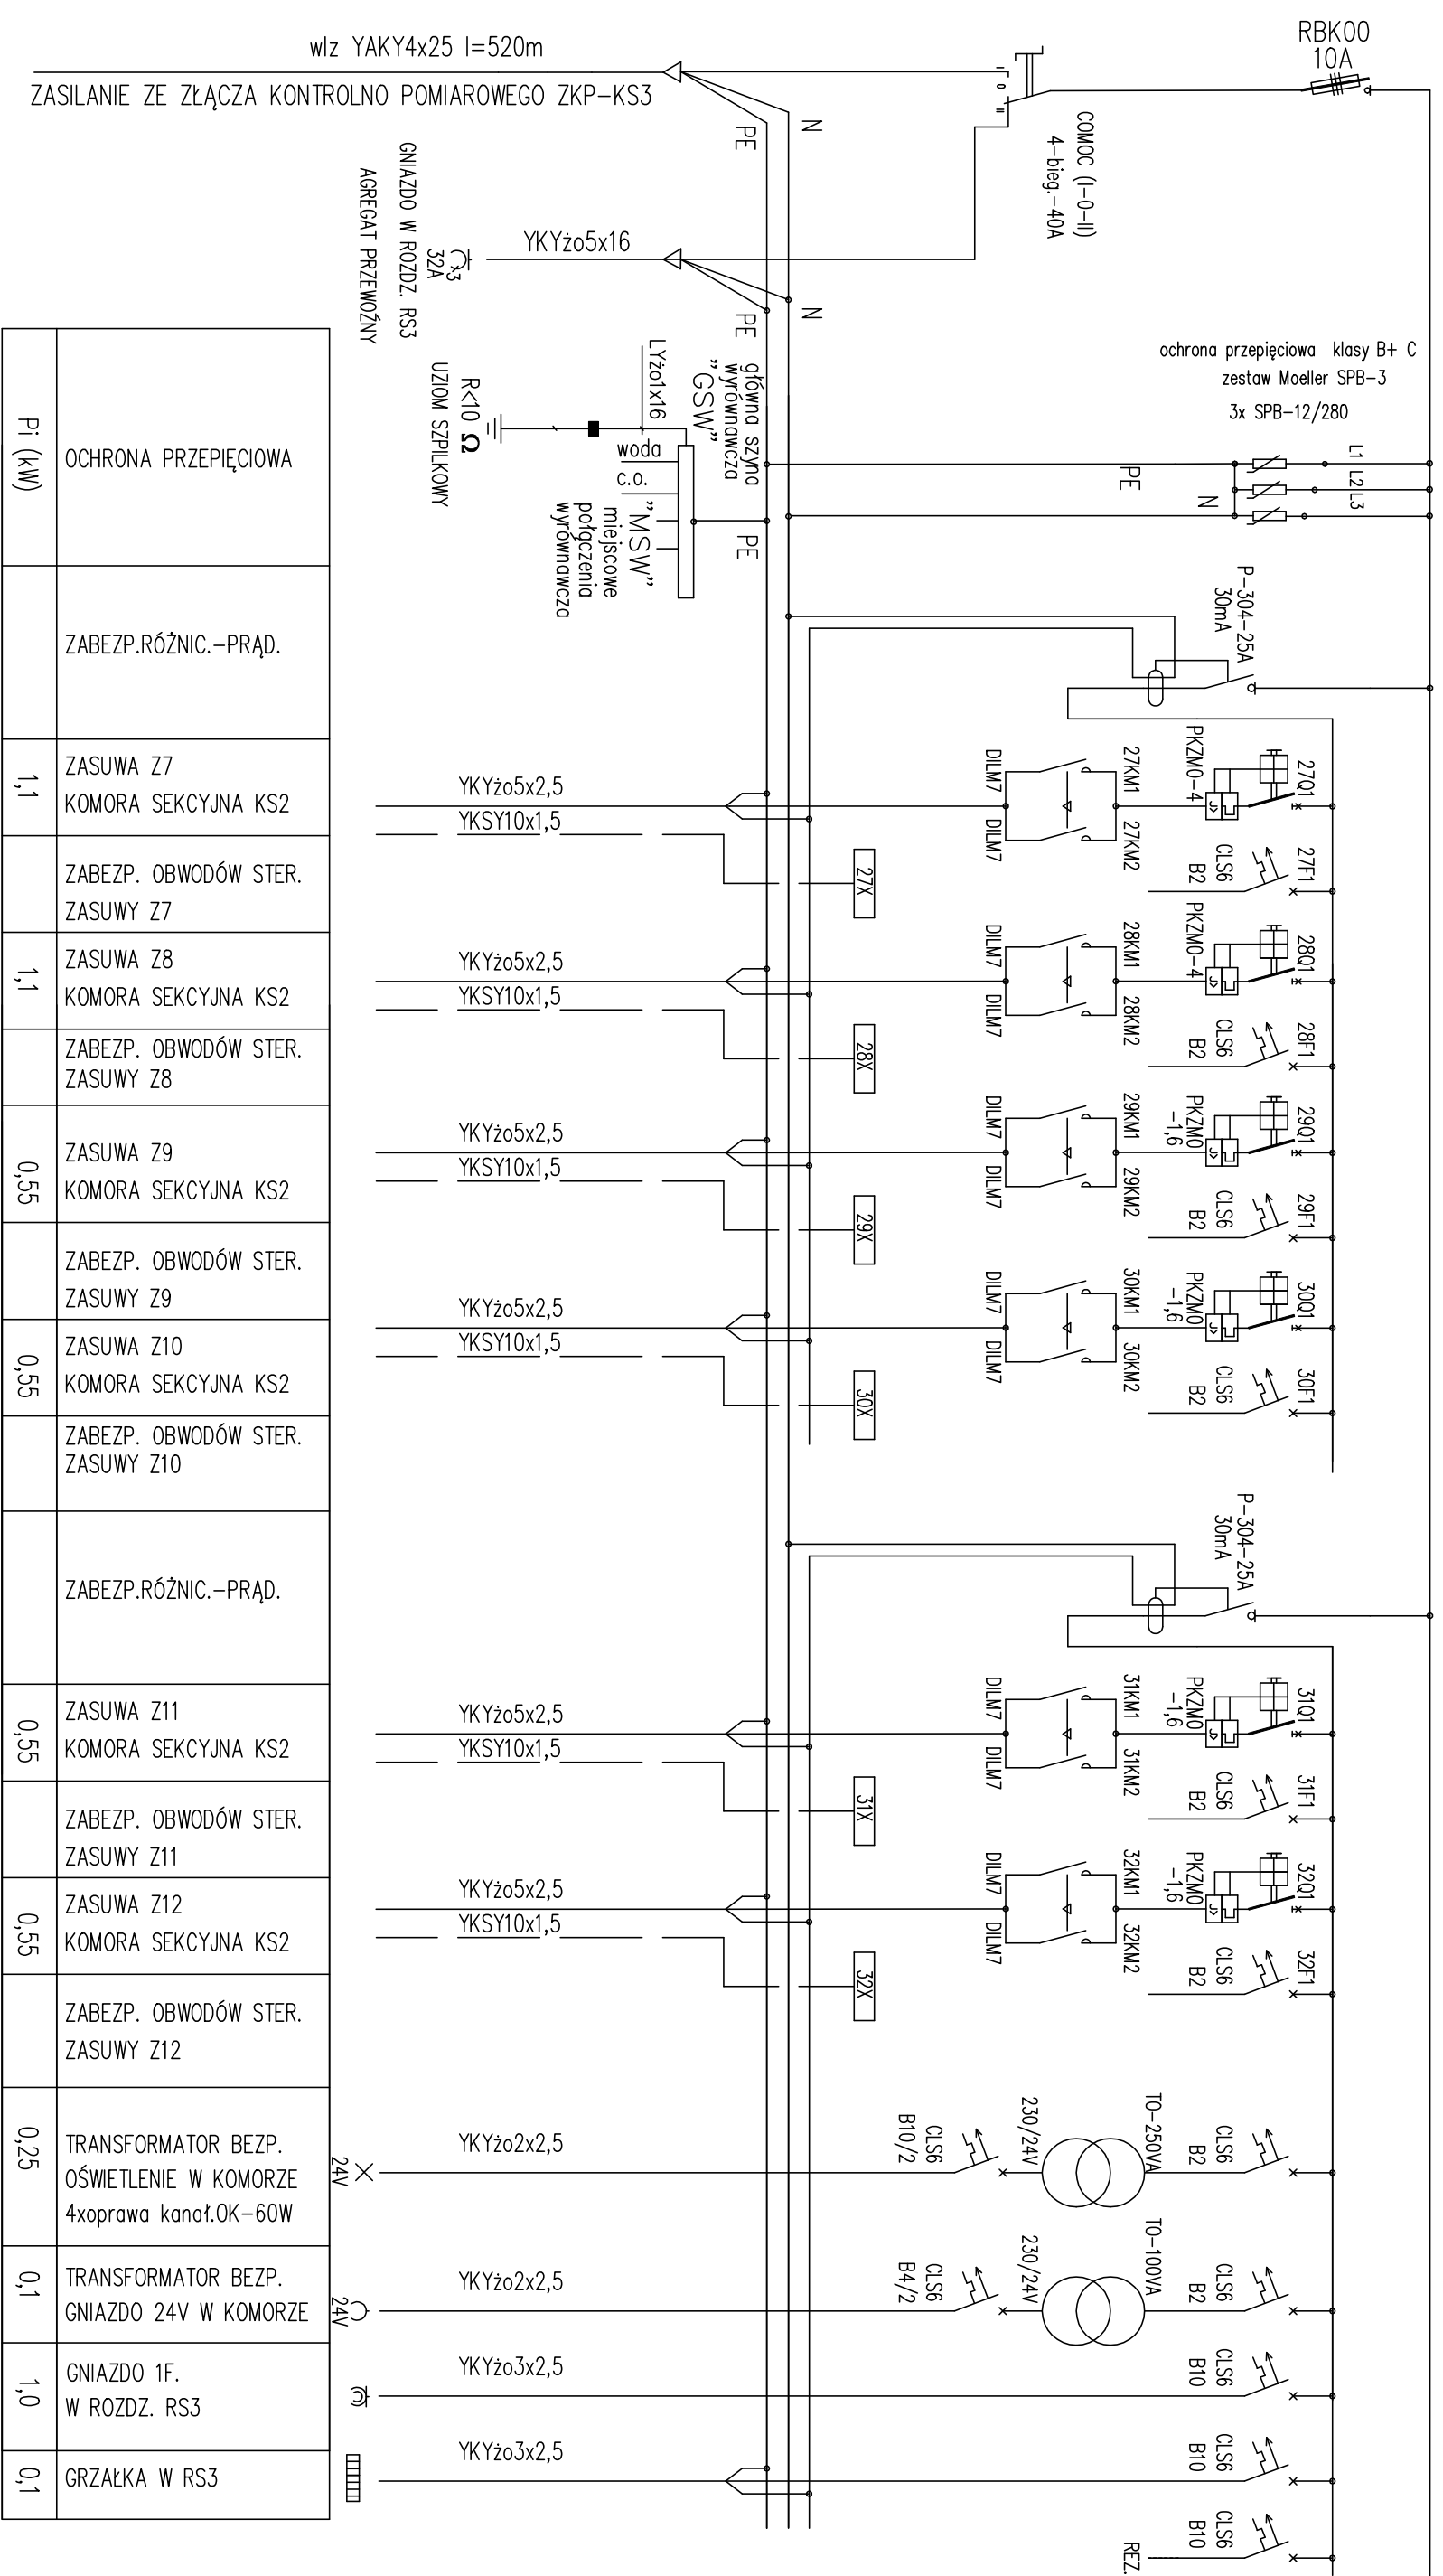 RBK00
10A
wlz YAKY4x25 l=520m
ZASILANIE ZE ZŁĄCZA KONTROLNO POMIAROWEGO ZKP-KS3
I
0
II
COMOC (I-0-II)
4-bieg.-40A
N
PE
GNIAZDO W ROZDZ. RS3
AGREGAT PRZEWOŹNY
x3
32A
YKYżo5x16
N
PE
ochrona przepięciowa klasy B+ C
zestaw Moeller SPB-3
3x SPB-12/280
L1
L2
L3
PE
N
LYżo1x16
główna szyna
wyrównawcza
"GSW"
R<10 Ω
UZIOM SZPILKOWY
woda
c.o.
"MSW"
miejscowe
połączenia
wyrównawcza
PE
Pi (kW)
OCHRONA PRZEPIĘCIOWA
ZABEZP.RÓŻNIC.-PRĄD.
P-304-25A
30mA
1,1
ZASUWA Z7
KOMORA SEKCYJNA KS2
YKYżo5x2,5
YKSY10x1,5
DILM7
DILM7
27KM1
27KM2
PKZM0-4
27Q1
ZABEZP. OBWODÓW STER.
ZASUWY Z7
27X
CLS6
B2
27F1
1,1
ZASUWA Z8
KOMORA SEKCYJNA KS2
YKYżo5x2,5
YKSY10x1,5
DILM7
DILM7
28KM1
28KM2
PKZM0-4
28Q1
ZABEZP. OBWODÓW STER.
ZASUWY Z8
28X
CLS6
B2
28F1
0,55
ZASUWA Z9
KOMORA SEKCYJNA KS2
YKYżo5x2,5
YKSY10x1,5
DILM7
DILM7
29KM1
29KM2
PKZM0
-1,6
29Q1
ZABEZP. OBWODÓW STER.
ZASUWY Z9
29X
CLS6
B2
29F1
0,55
ZASUWA Z10
KOMORA SEKCYJNA KS2
YKYżo5x2,5
YKSY10x1,5
DILM7
DILM7
30KM1
30KM2
PKZM0
-1,6
30Q1
ZABEZP. OBWODÓW STER.
ZASUWY Z10
30X
CLS6
B2
30F1
ZABEZP.RÓŻNIC.-PRĄD.
P-304-25A
30mA
0,55
ZASUWA Z11
KOMORA SEKCYJNA KS2
YKYżo5x2,5
YKSY10x1,5
DILM7
DILM7
31KM1
31KM2
PKZM0
-1,6
31Q1
ZABEZP. OBWODÓW STER.
ZASUWY Z11
31X
CLS6
B2
31F1
0,55
ZASUWA Z12
KOMORA SEKCYJNA KS2
YKYżo5x2,5
YKSY10x1,5
DILM7
DILM7
32KM1
32KM2
PKZM0
-1,6
32Q1
ZABEZP. OBWODÓW STER.
ZASUWY Z12
32X
CLS6
B2
32F1
0,25
TRANSFORMATOR BEZP.
OŚWIETLENIE W KOMORZE
4xoprawa kanał.OK-60W
24V
YKYżo2x2,5
CLS6
B10/2
230/24V
TO-250VA
CLS6
B2
0,1
TRANSFORMATOR BEZP.
GNIAZDO 24V W KOMORZE
24V
YKYżo2x2,5
CLS6
B4/2
230/24V
TO-100VA
CLS6
B2
1,0
GNIAZDO 1F.
W ROZDZ. RS3
YKYżo3x2,5
CLS6
B10
0,1
GRZAŁKA W RS3
YKYżo3x2,5
CLS6
B10
CLS6
B10
REZ.